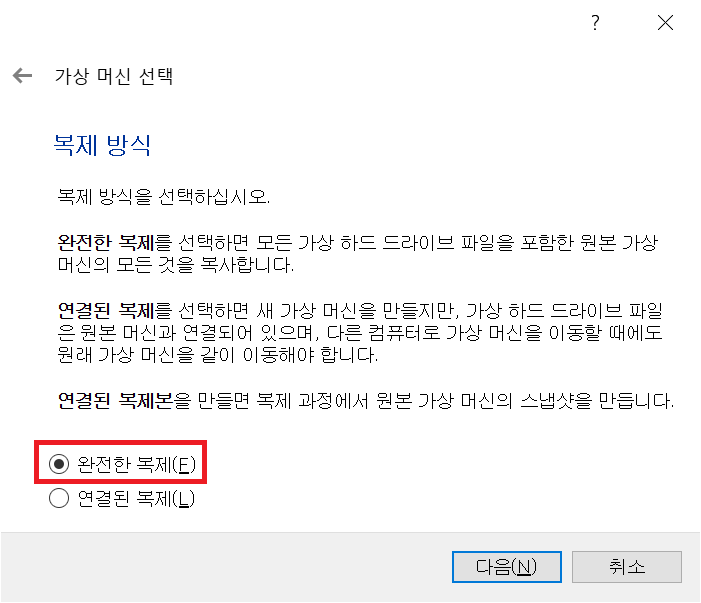 ?
가상 머신 선택
복제 방식
복제 방식을 선택하십시오.
완전한 복제를 선택하면 모든 가상 하드 드라이브 파일을 포함한 원본 가상
머신의 모든 것을 복사합니다.
연결된 복제를 선택하면 새 가상 머신을 만들지만, 가상 하드 드라이브 파일
은 원본 머신과 연결되어 있으며, 다른 컴퓨터로 가상 머신을 이동할 때에도
원래 가상 머신을 같이 이동해야 합니다.
연결된 복제본을 만들면 복제 과정에서 원본 가상 머신의 스냅샷을 만듭니다.
완전한 복제(F)
연결된 복제(L)
다음(N) 취소